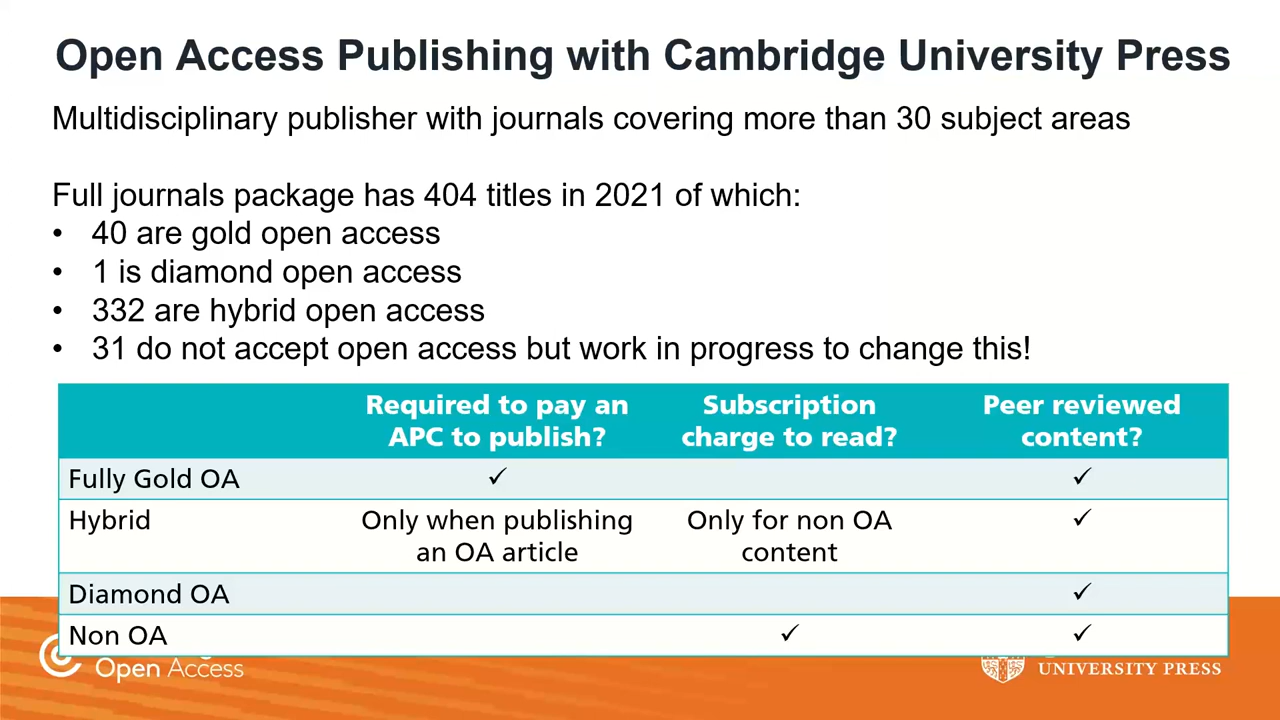 Open Access Publishing with Cambridge University Press
Multidisciplinary publisher with journals covering more than 30 subject areas
Full journals package has 404 titles in 2021 of which:
• 40 are gold open access
• 1 is diamond open access
• 332 are hybrid open access
• 31 do not accept open access but work in progress to change this!
Required to pay an APC to publish?
Subscription charge to read?
Peer reviewed content?
Fully Gold OA ✓ ✓
Hybrid
Only when publishing an OA article
Only for non OA content
✓
Diamond OA ✓
Non OA ✓ ✓
Open Access
UNIVERSITY PRESS